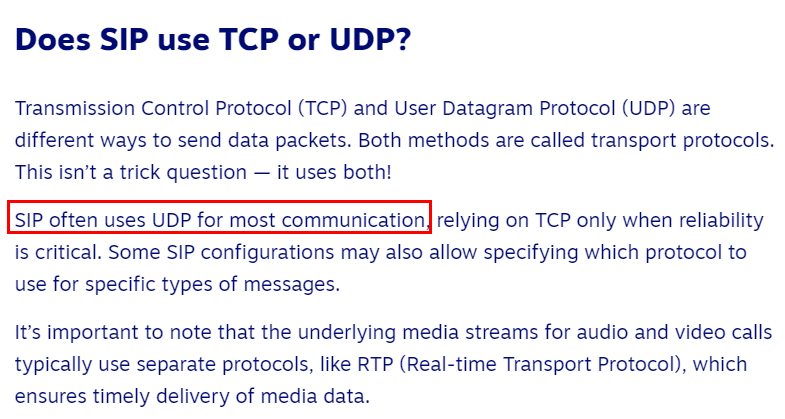 Does SIP use TCP or UDP?
Transmission Control Protocol (TCP) and User Datagram Protocol (UDP) are
different ways to send data packets. Both methods are called transport protocols.
This isn’t a trick question — it uses both!
SIP often uses UDP for most communication, relying on TCP only when reliability
is critical. Some SIP configurations may also allow specifying which protocol to
use for specific types of messages.
It’s important to note that the underlying media streams for audio and video calls
typically use separate protocols, like RTP (Real-time Transport Protocol), which
ensures timely delivery of media data.